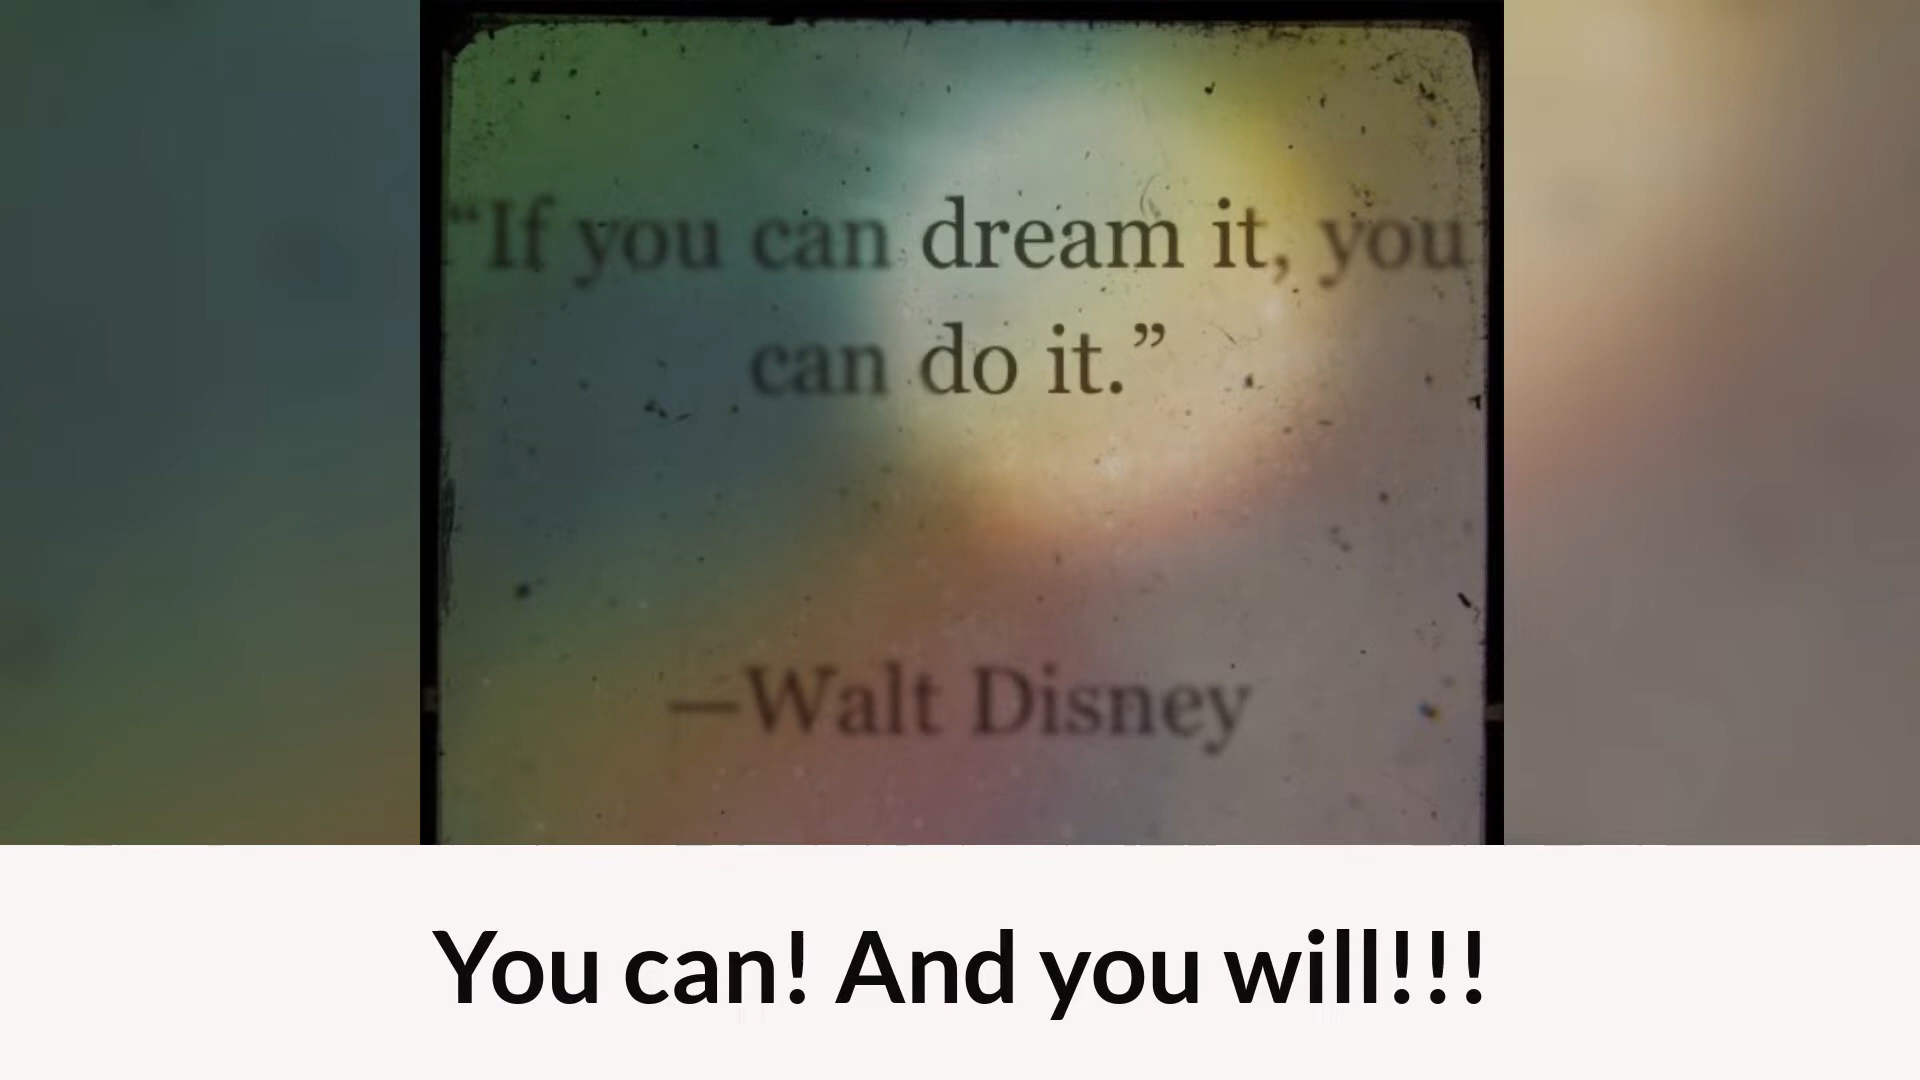 “If you can dream it, you
can do it.”
—Walt Disney
You can! And you will!!!